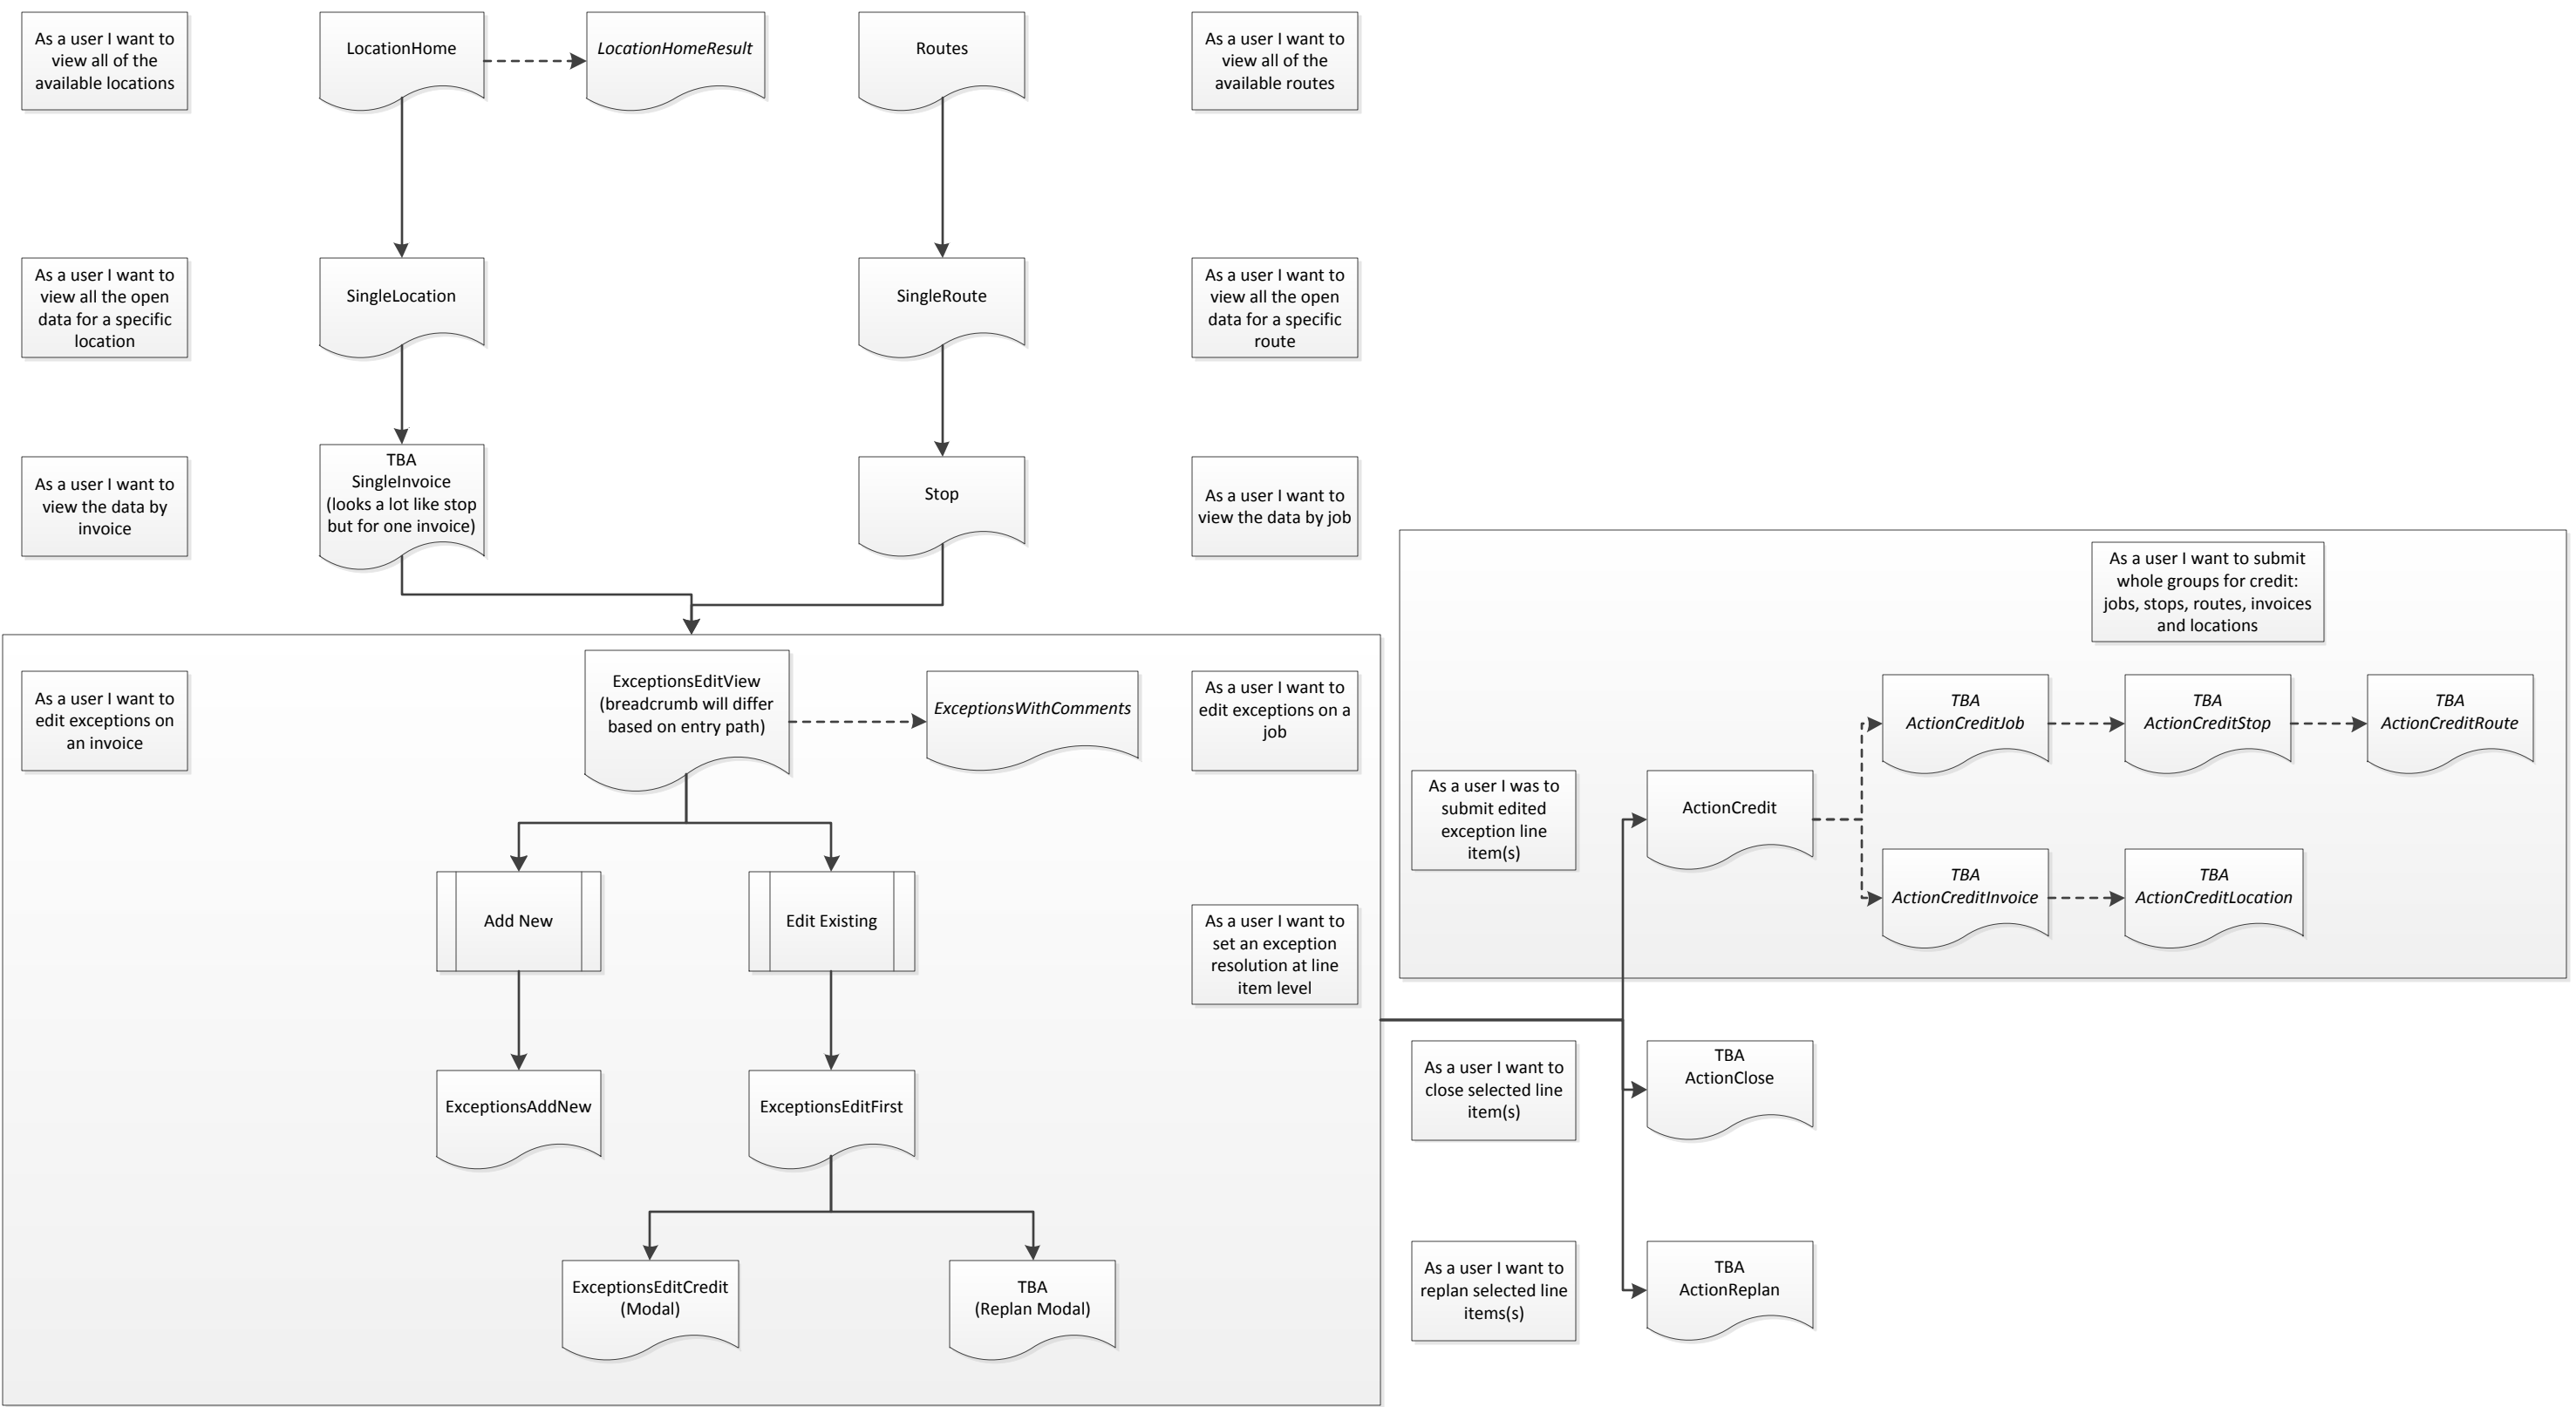 As a user I want to
view all of the
available locations
LocationHome
LocationHomeResult
Routes
As a user I want to
view all of the
available routes
As a user I want to
view all the open
data for a specific
location
SingleLocation
SingleRoute
As a user I want to
view all the open
data for a specific
route
As a user I want to
view the data by
invoice
TBA
SingleInvoice
(looks a lot like stop
but for one invoice)
Stop
As a user I want to
view the data by job
As a user I want to submit
whole groups for credit:
jobs, stops, routes, invoices
and locations
As a user I want to
edit exceptions on
an invoice
ExceptionsEditView
(breadcrumb will differ
based on entry path)
ExceptionsWithComments
As a user I want to
edit exceptions on a
job
TBA
ActionCreditJob
TBA
ActionCreditStop
TBA
ActionCreditRoute
As a user I was to
submit edited
exception line
item(s)
ActionCredit
TBA
ActionCreditInvoice
TBA
ActionCreditLocation
Add New
Edit Existing
As a user I want to
set an exception
resolution at line
item level
ExceptionsAddNew
ExceptionsEditFirst
As a user I want to
close selected line
item(s)
TBA
ActionClose
ExceptionsEditCredit
(Modal)
TBA
(Replan Modal)
As a user I want to
replan selected line
items(s)
TBA
ActionReplan